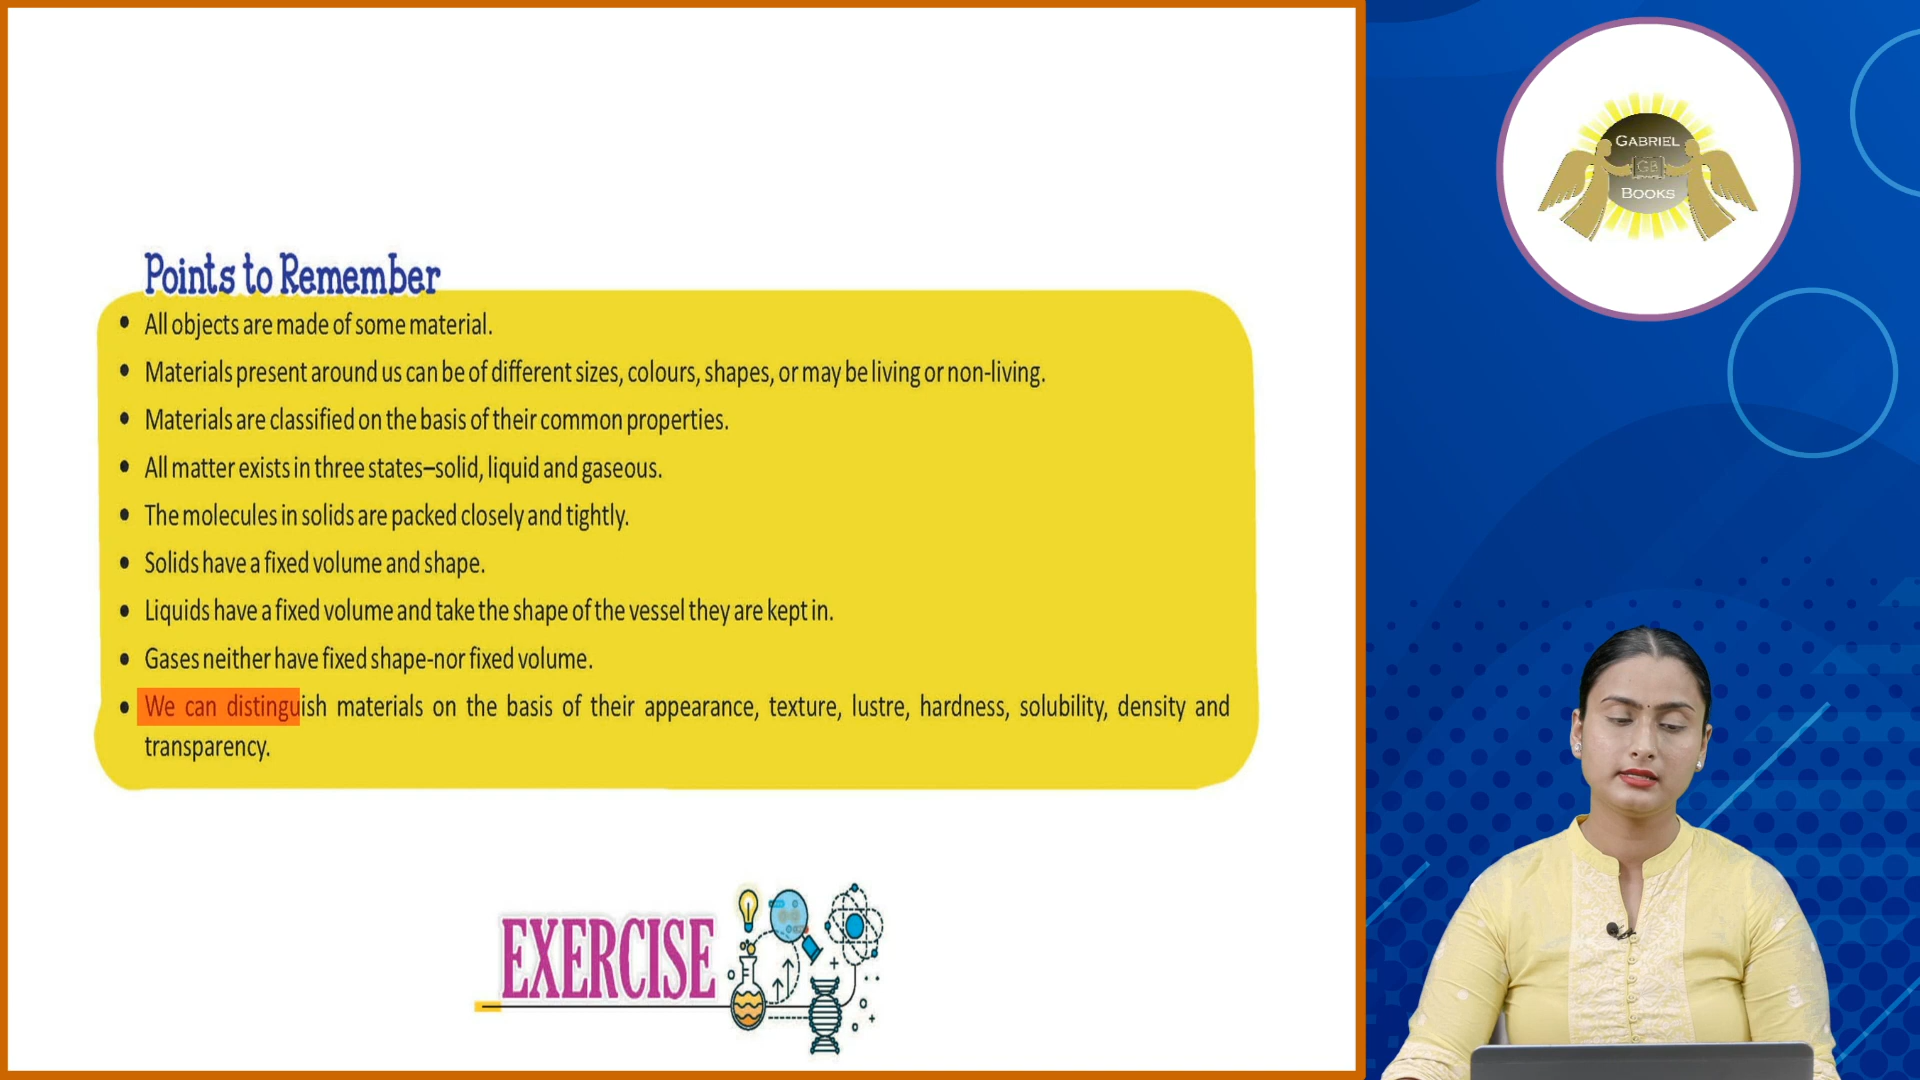 Points to Remember
• All objects are made of some material.
• Materials present around us can be of different sizes, colours, shapes, or may be living or non-living.
• Materials are classified on the basis of their common properties.
• All matter exists in three states–solid, liquid and gaseous.
• The molecules in solids are packed closely and tightly.
• Solids have a fixed volume and shape.
• Liquids have a fixed volume and take the shape of the vessel they are kept in.
• Gases neither have fixed shape-nor fixed volume.
• We can distinguish materials on the basis of their appearance, texture, lustre, hardness, solubility, density and
transparency.
EXERCISE
GABRIEL
GB
BOOKS